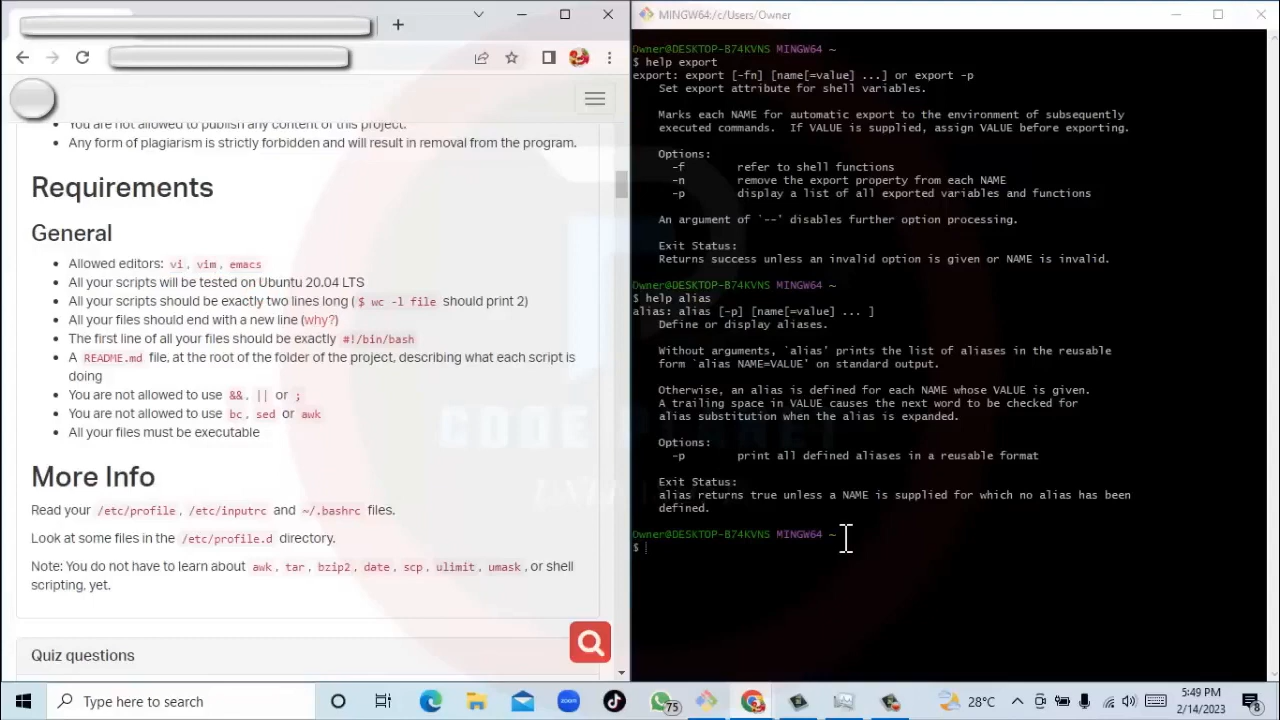 You are not allowed to publish any content of this project.
Any form of plagiarism is strictly forbidden and will result in removal from the program.
Requirements
General
Allowed editors: vi, vim, emacs
All your scripts will be tested on Ubuntu 20.04 LTS
All your scripts should be exactly two lines long ($ wc -l file should print 2)
All your files should end with a new line (why?)
The first line of all your files should be exactly #!/bin/bash
A README.md file, at the root of the folder of the project, describing what each script is
doing
You are not allowed to use &&, || or ;
You are not allowed to use bc, sed or awk
All your files must be executable
More Info
Read your /etc/profile, /etc/inputrc and ~/.bashrc files.
Look at some files in the /etc/profile.d directory.
Note: You do not have to learn about awk, tar, bzip2, date, scp, ulimit, umask, or shell
scripting, yet.
Quiz questions
MINGW64:/c/Users/Owner
Owner@DESKTOP-B74KVNS MINGW64 ~
$ help export
export: export [-fn] [name[=value] ...] or export -p
Set export attribute for shell variables.
Marks each NAME for automatic export to the environment of subsequently
executed commands.  If VALUE is supplied, assign VALUE before exporting.
Options:
-f refer to shell functions
-n remove the export property from each NAME
-p display a list of all exported variables and functions
An argument of `--' disables further option processing.
Exit Status:
Returns success unless an invalid option is given or NAME is invalid.
Owner@DESKTOP-B74KVNS MINGW64 ~
$ help alias
alias: alias [-p] [name[=value] ... ]
Define or display aliases.
Without arguments, `alias' prints the list of aliases in the reusable
form `alias NAME=VALUE' on standard output.
Otherwise, an alias is defined for each NAME whose VALUE is given.
A trailing space in VALUE causes the next word to be checked for
alias substitution when the alias is expanded.
Options:
-p print all defined aliases in a reusable format
Exit Status:
alias returns true unless a NAME is supplied for which no alias has been
defined.
Owner@DESKTOP-B74KVNS MINGW64 ~
$
Type here to search
zoom
75
28°C
5:49 PM
2/14/2023
8